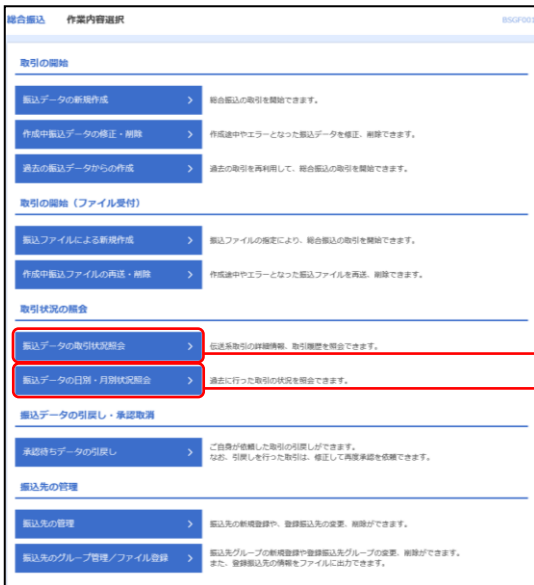 総合振込 作業内容選択 BSGF001
取引の開始
振込データの新規作成 > 総合振込の取引を開始できます。
作成中振込データの修正・削除 > 作成途中やエラーとなった振込データを修正、削除できます。
過去の振込データからの作成 > 過去の取引を再利用して、総合振込の取引を開始できます。
取引の開始（ファイル受付）
振込ファイルによる新規作成 > 振込ファイルの指定により、総合振込の取引を開始できます。
作成中振込ファイルの再送・削除 > 作成途中やエラーとなった振込ファイルを再送、削除できます。
取引状況の照会
振込データの取引状況照会 > 伝送系取引の詳細情報、取引履歴を照会できます。
振込データの日別・月別状況照会 > 過去に行った取引の状況を照会できます。
振込データの引戻し・承認取消
承認待ちデータの引戻し > ご自身が依頼した取引の引戻しができます。
なお、引戻しを行った取引は、修正して再度承認を依頼できます。
振込先の管理
振込先の管理 > 振込先の新規登録や、登録振込先の変更、削除ができます。
振込先のグループ管理／ファイル登録 > 振込先グループの新規登録や登録振込先グループの変更、削除ができます。
また、登録振込先の情報をファイルに出力できます。